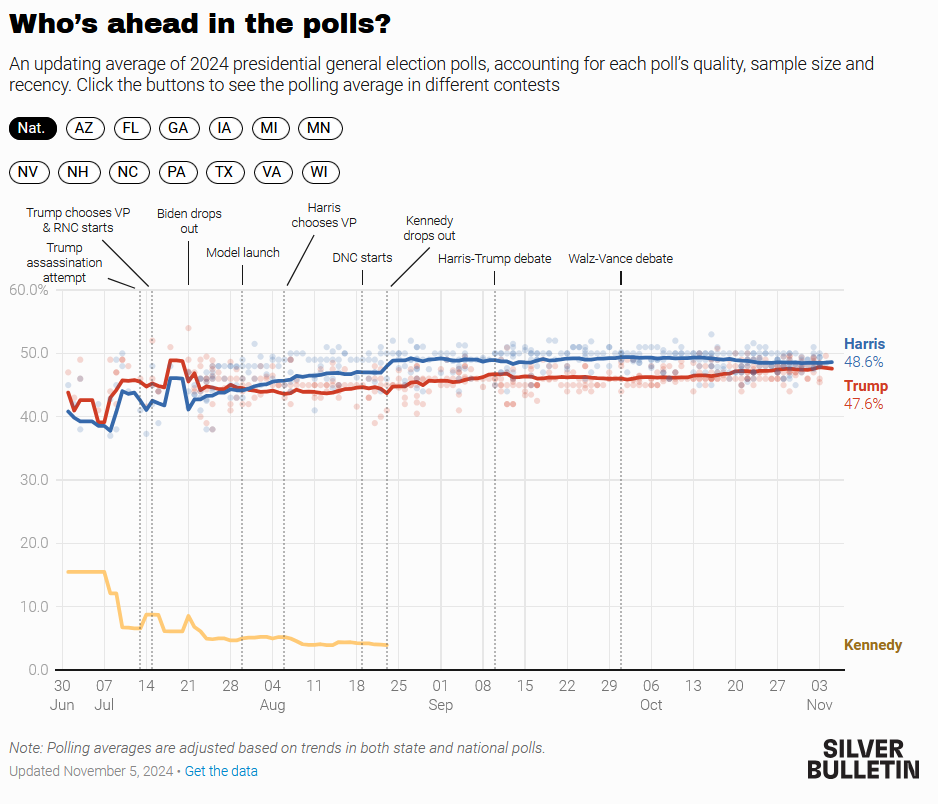 Who's ahead in the polls?
An updating average of 2024 presidential general election polls, accounting for each poll's quality, sample size and
recency. Click the buttons to see the polling average in different contests
Nat. AZ FL GA IA MI MN
NV NH NC PA TX VA WI
Trump chooses VP
& RNC starts
Trump
assassination
attempt
Biden drops
out
Model launch
Harris
chooses VP
DNC starts
Kennedy
drops out
Harris-Trump debate
Walz-Vance debate
60.0%
50.0
40.0
30.0
20.0
10.0
0.0
Harris
48.6%
Trump
47.6%
Kennedy
30 07 14 21 28 04 11 18 25 01 08 15 22 29 06 13 20 27 03
Jun Jul Aug Sep Oct Nov
Note: Polling averages are adjusted based on trends in both state and national polls.
Updated November 5, 2024 • Get the data
SILVER
BULLETIN